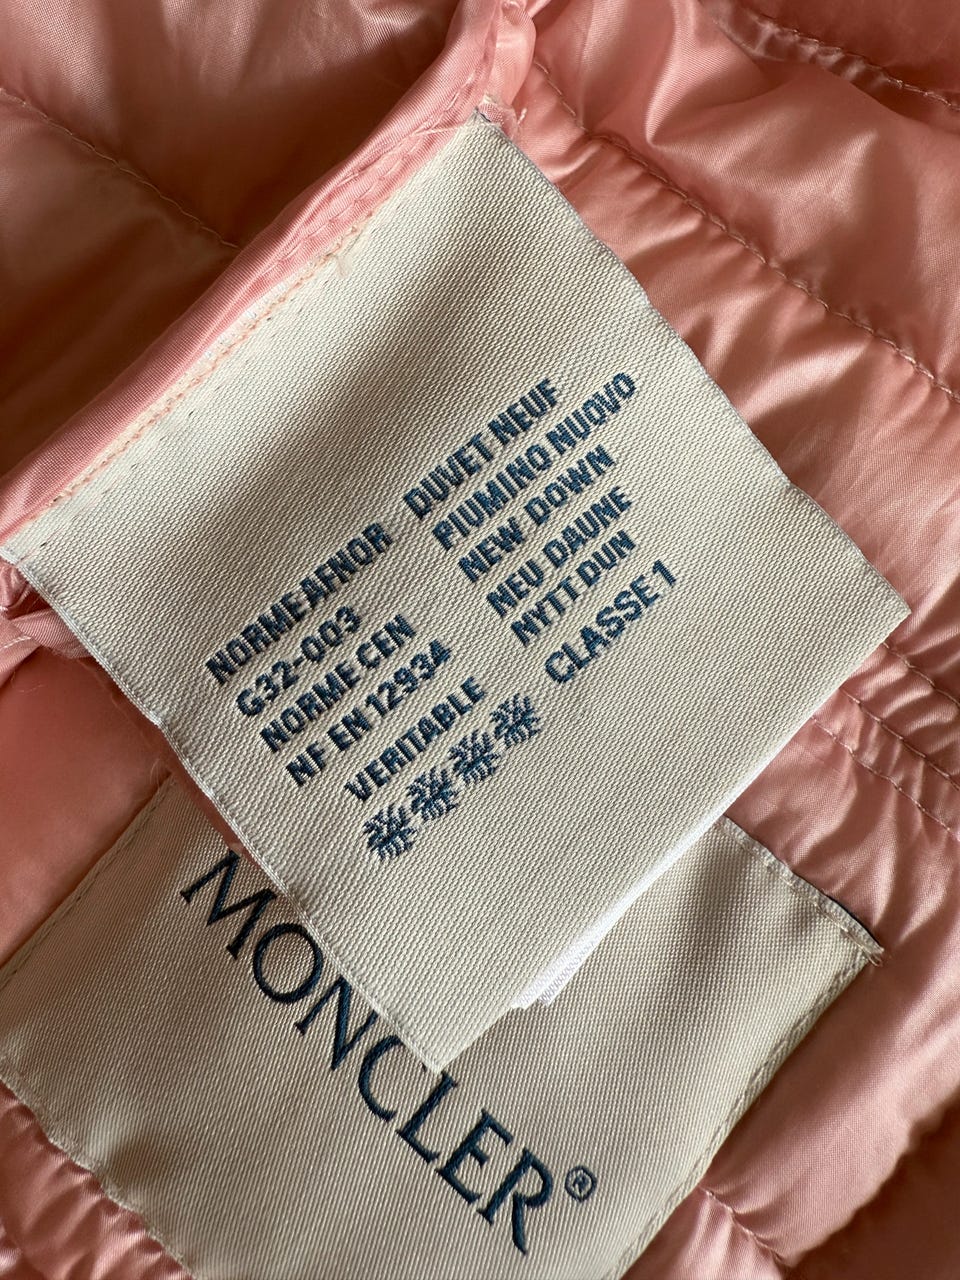 NORME AFNOR DUVET NEUF
G32-003 PIUMINO NUOVO
NORME CEN NEW DOWN
NF EN 12934 NEU DAUNE
VERITABLE NYTT DUN
CLASSE 1
MONCLER®